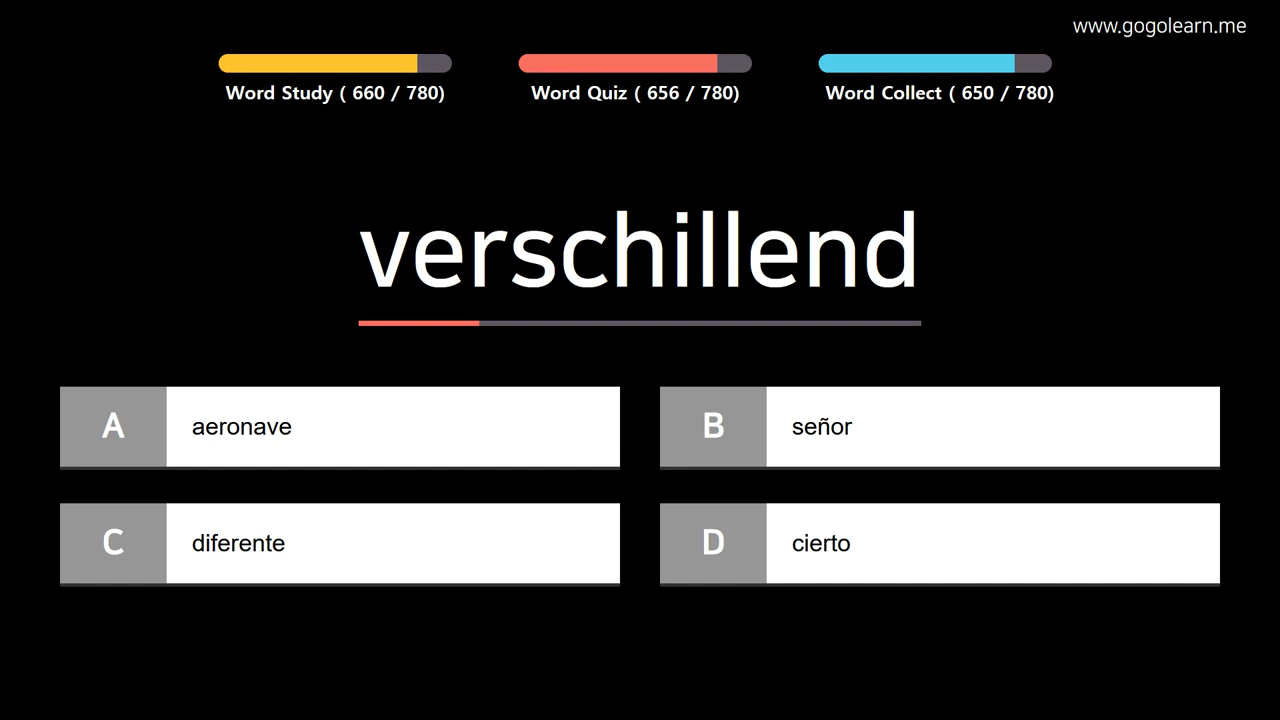 www.gogolearn.me
Word Study ( 660 / 780)
Word Quiz ( 656 / 780)
Word Collect ( 650 / 780)
verschillend
A aeronave
B señor
C diferente
D cierto